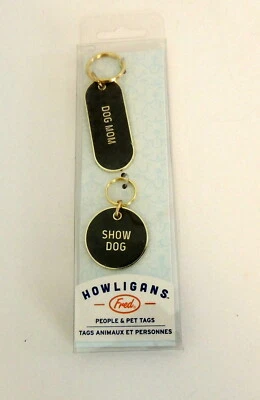 DOG MOM
SHOW
DOG
HOWLIGANS
Fred.
PEOPLE & PET TAGS
TAGS ANIMAUX ET PERSONNES